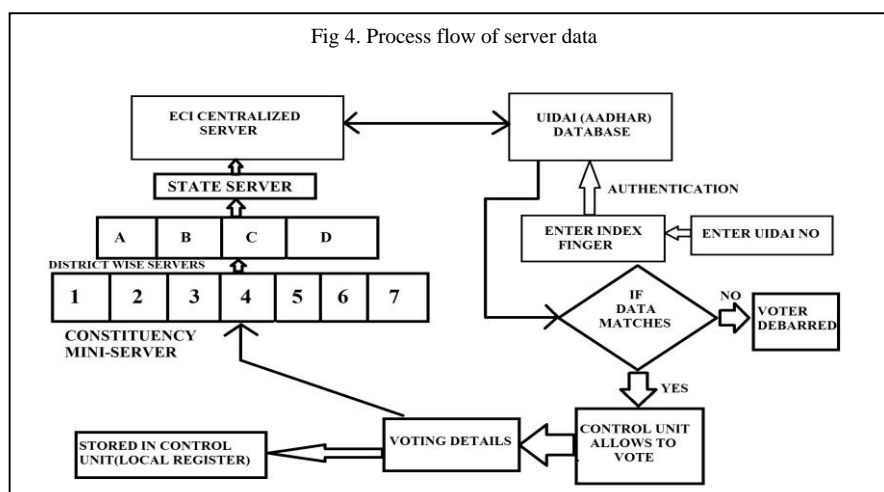 Fig 4. Process flow of server data
ECI CENTRALIZED
SERVER
UIDAI (AADHAR)
DATABASE
STATE SERVER
AUTHENTICATION
A B C D
ENTER INDEX
FINGER
ENTER UIDAI NO
DISTRICT WISE SERVERS
1 2 3 4 5 6 7
IF
DATA
MATCHES
NO
VOTER
DEBARRED
CONSTITUENCY
MINI-SERVER
YES
STORED IN CONTROL
UNIT(LOCAL REGISTER)
VOTING DETAILS
CONTROL UNIT
ALLOWS TO
VOTE